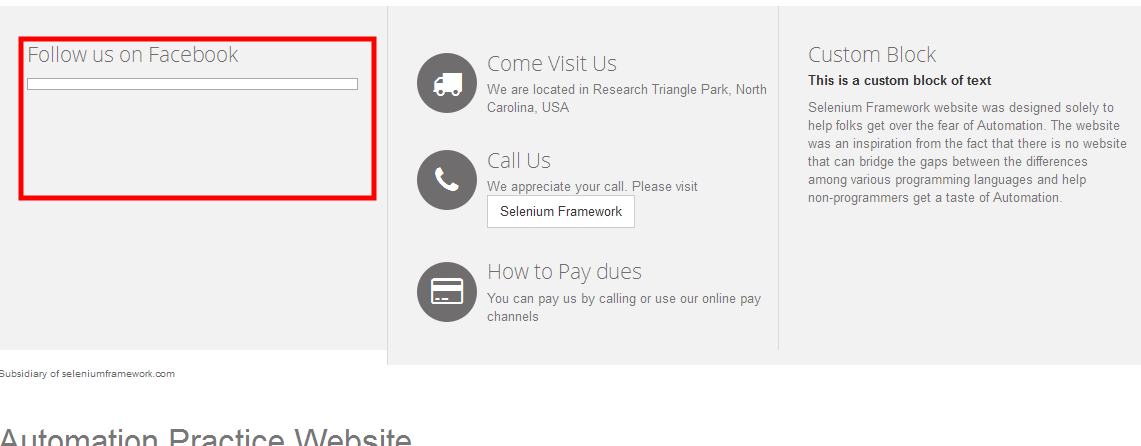 Follow us on Facebook
Come Visit Us
We are located in Research Triangle Park, North
Carolina, USA
Call Us
We appreciate your call. Please visit
Selenium Framework
How to Pay dues
You can pay us by calling or use our online pay
channels
Custom Block
This is a custom block of text
Selenium Framework website was designed solely to
help folks get over the fear of Automation. The website
was an inspiration from the fact that there is no website
that can bridge the gaps between the differences
among various programming languages and help
non-programmers get a taste of Automation.
Subsidiary of seleniumframework.com
Automation Practice Website